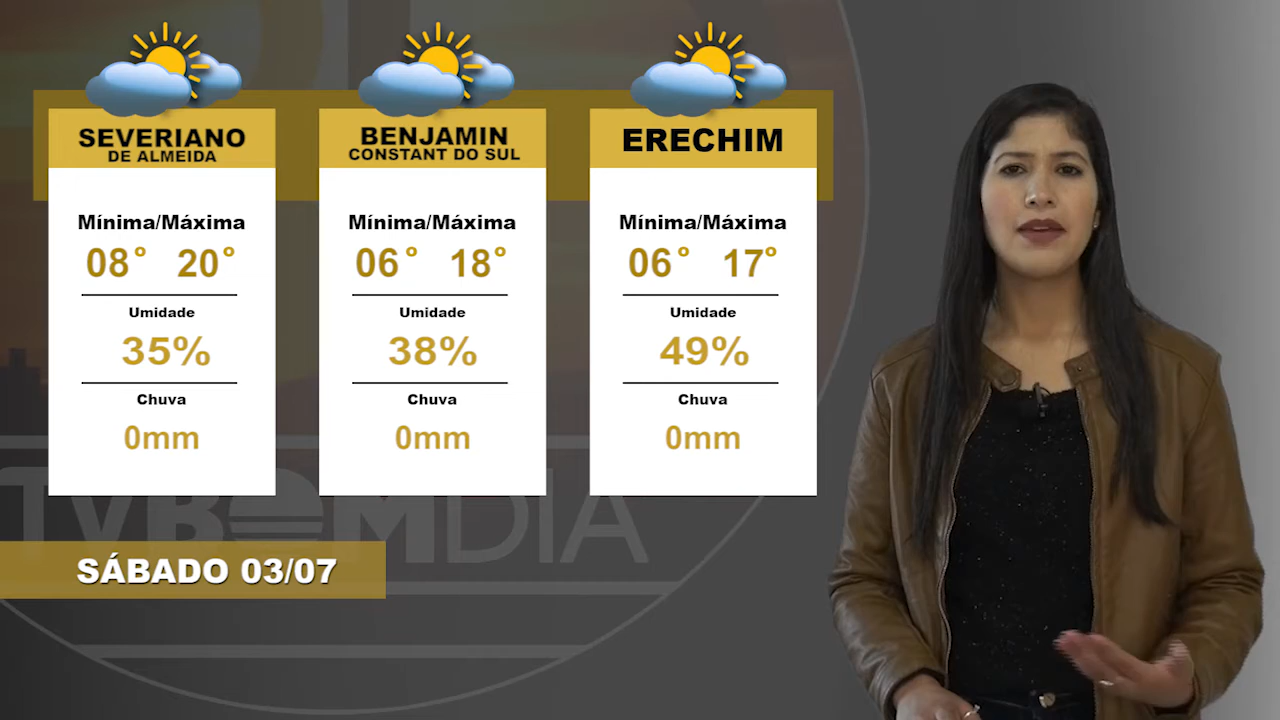 SEVERIANO
DE ALMEIDA
Mínima/Máxima
08° 20°
Umidade
35%
Chuva
0mm
BENJAMIN
CONSTANT DO SUL
Mínima/Máxima
06° 18°
Umidade
38%
Chuva
0mm
ERECHIM
Mínima/Máxima
06° 17°
Umidade
49%
Chuva
0mm
TVBOMDIA
SÁBADO 03/07